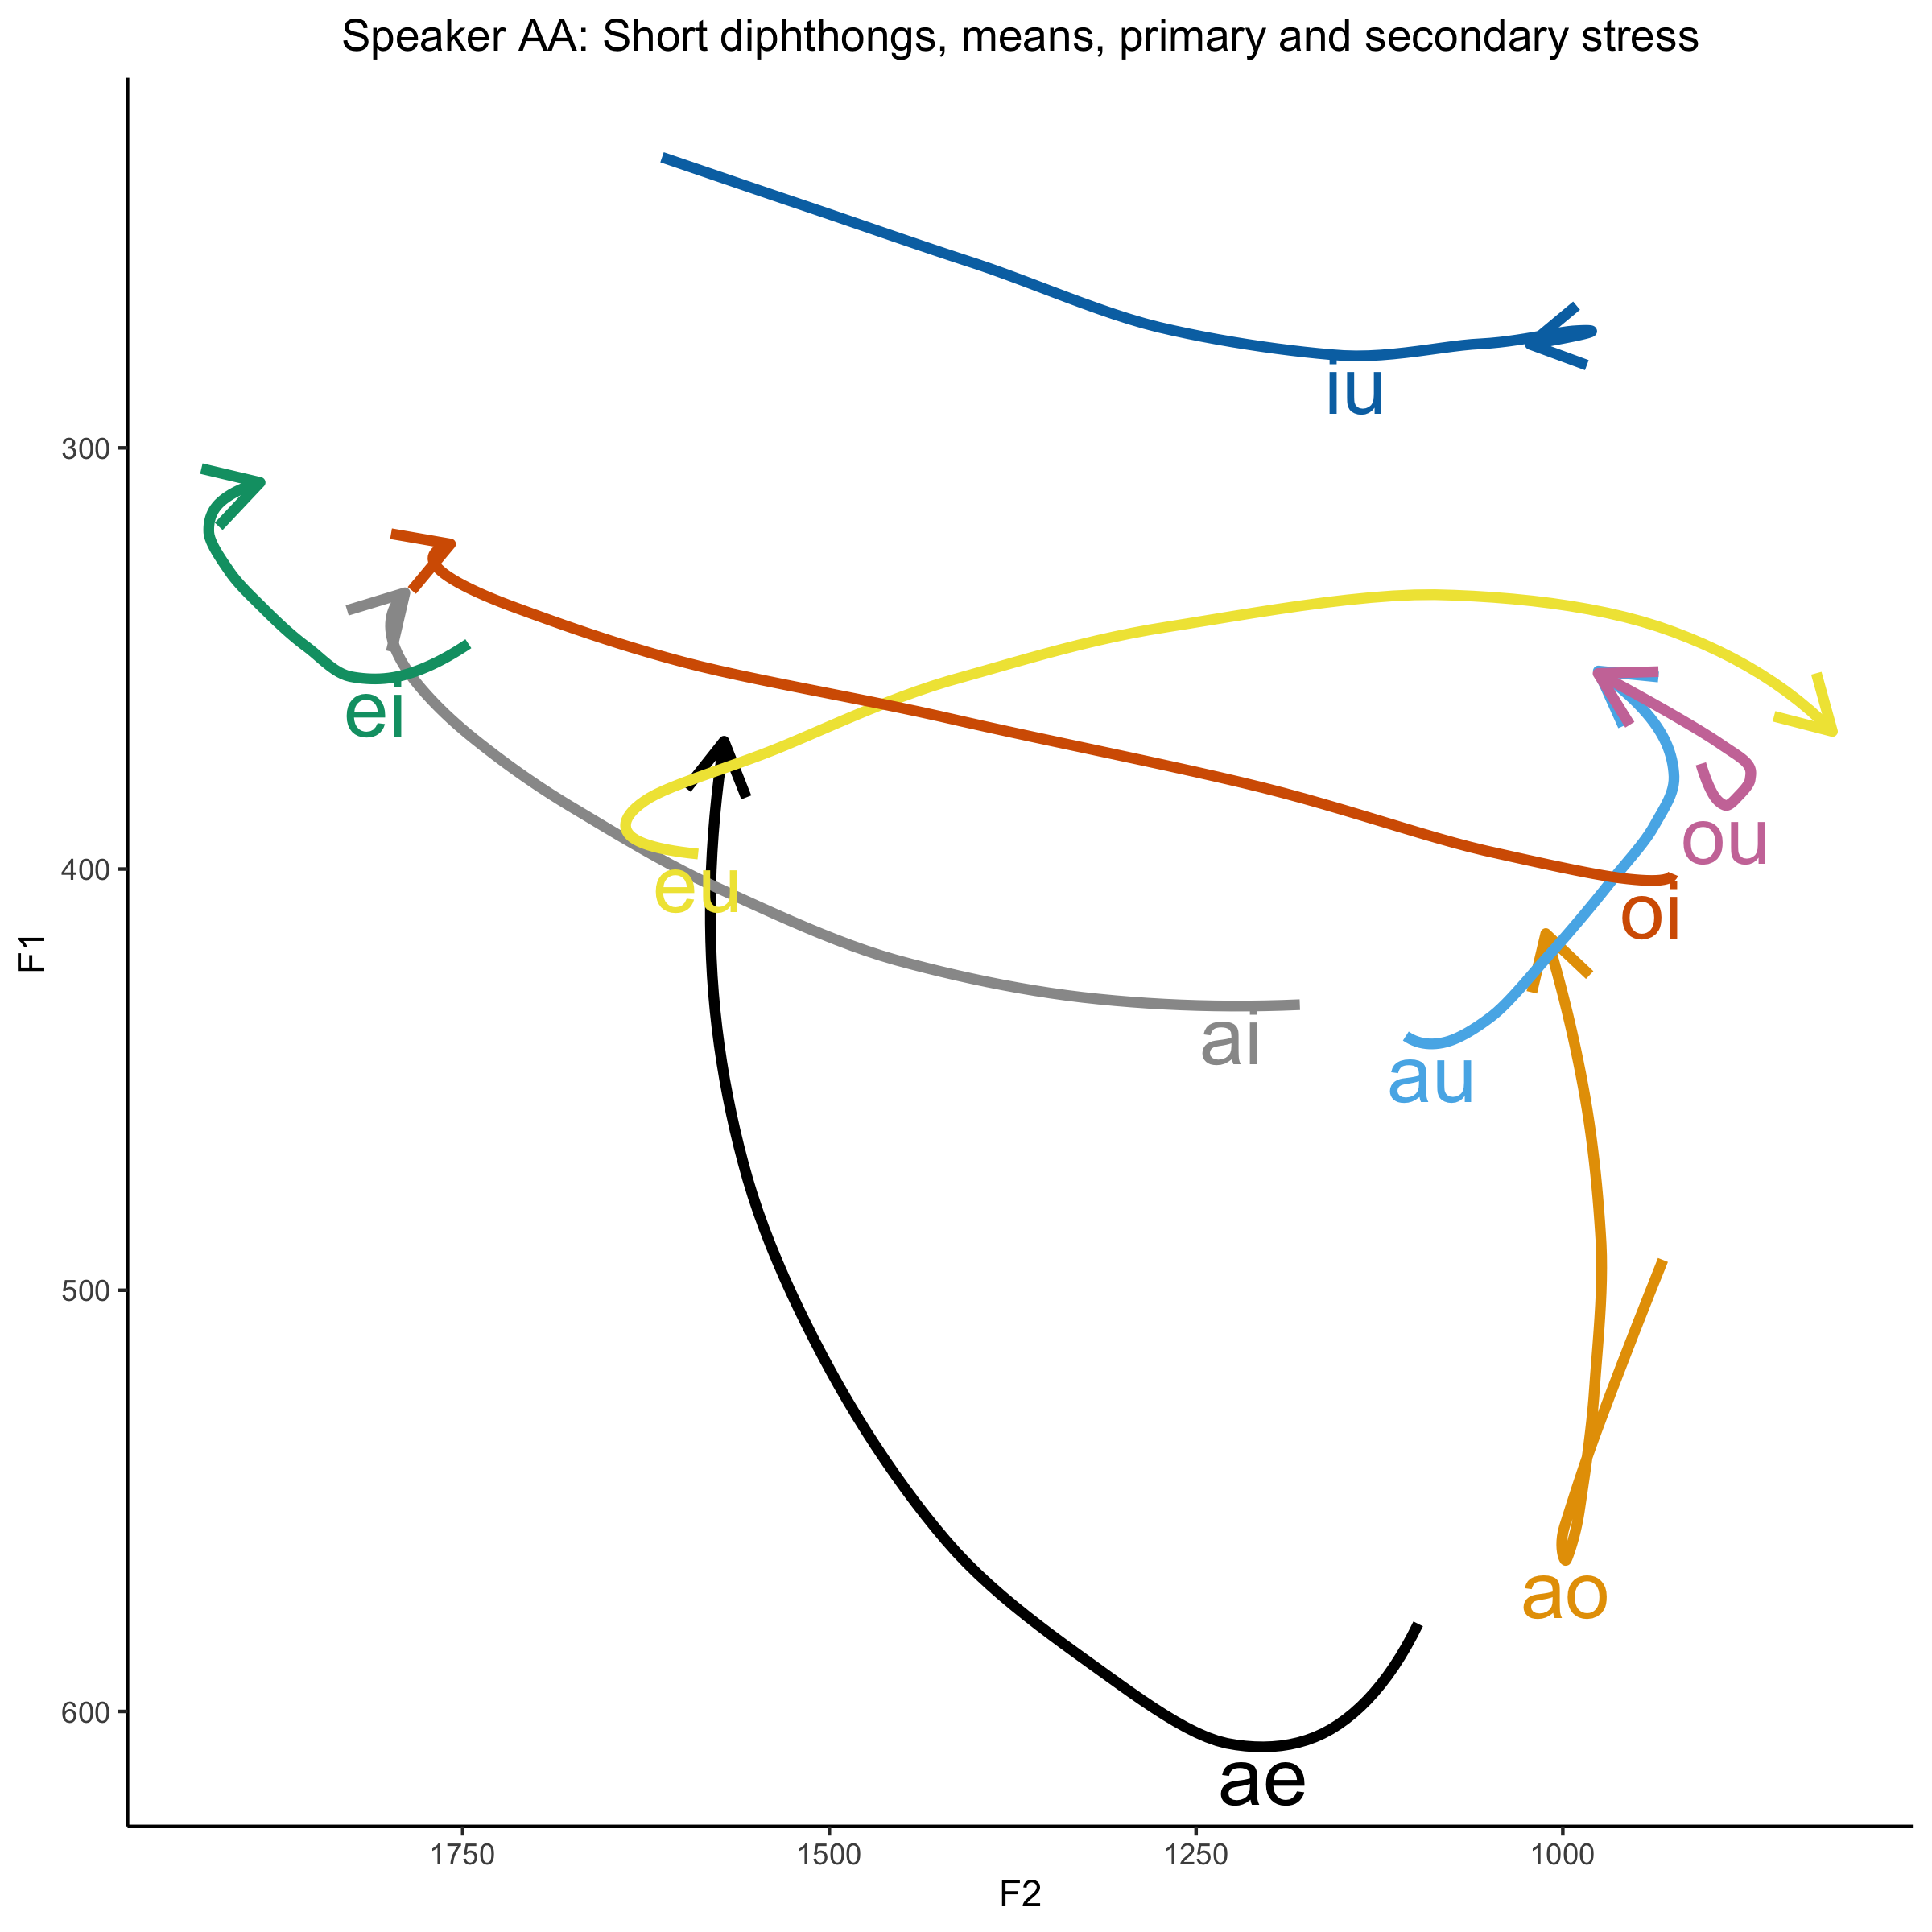 Speaker AA: Short diphthongs, means, primary and secondary stress
iu
300
ei
ou
400
eu
oi
F1
ai
au
500
ao
600
ae
1750
1500
1250
1000
F2